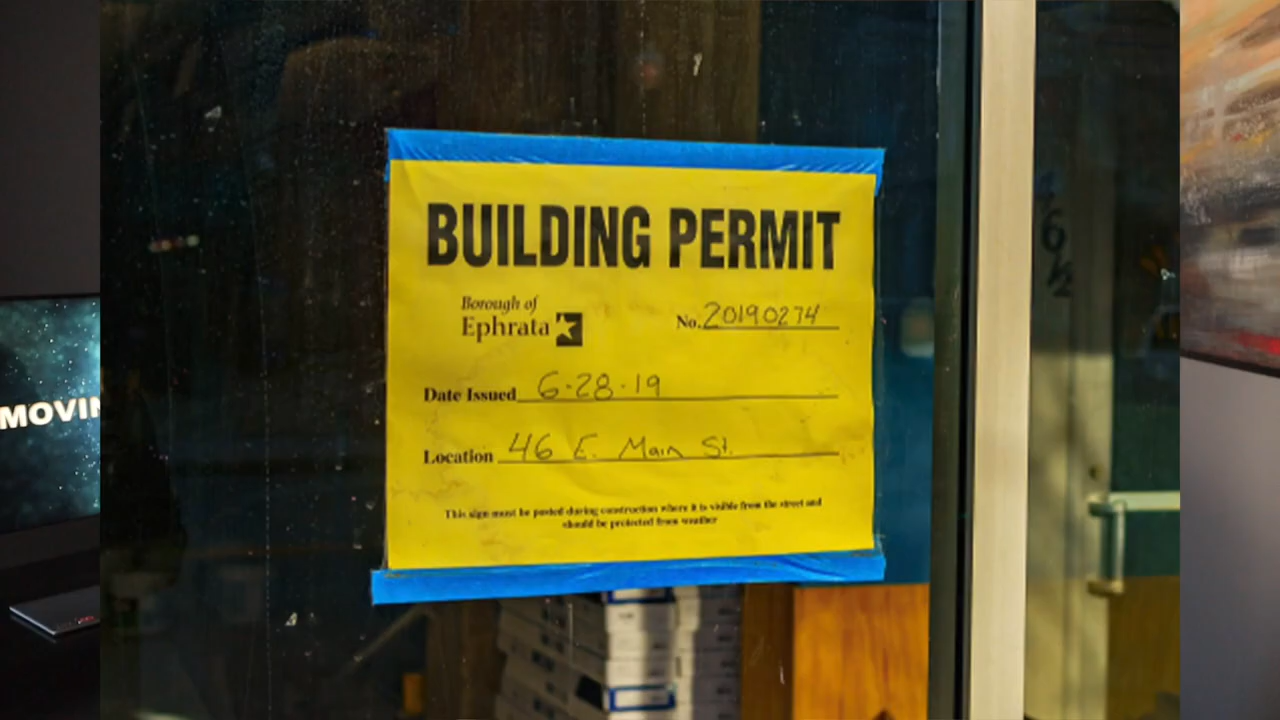 BUILDING PERMIT
Borough of
Ephrata
No. 20190274
Date Issued 6-28-19
Location 46 E. Main St.
This sign must be posted during construction where it is visible from the street and
should be protected from weather
MOVIN